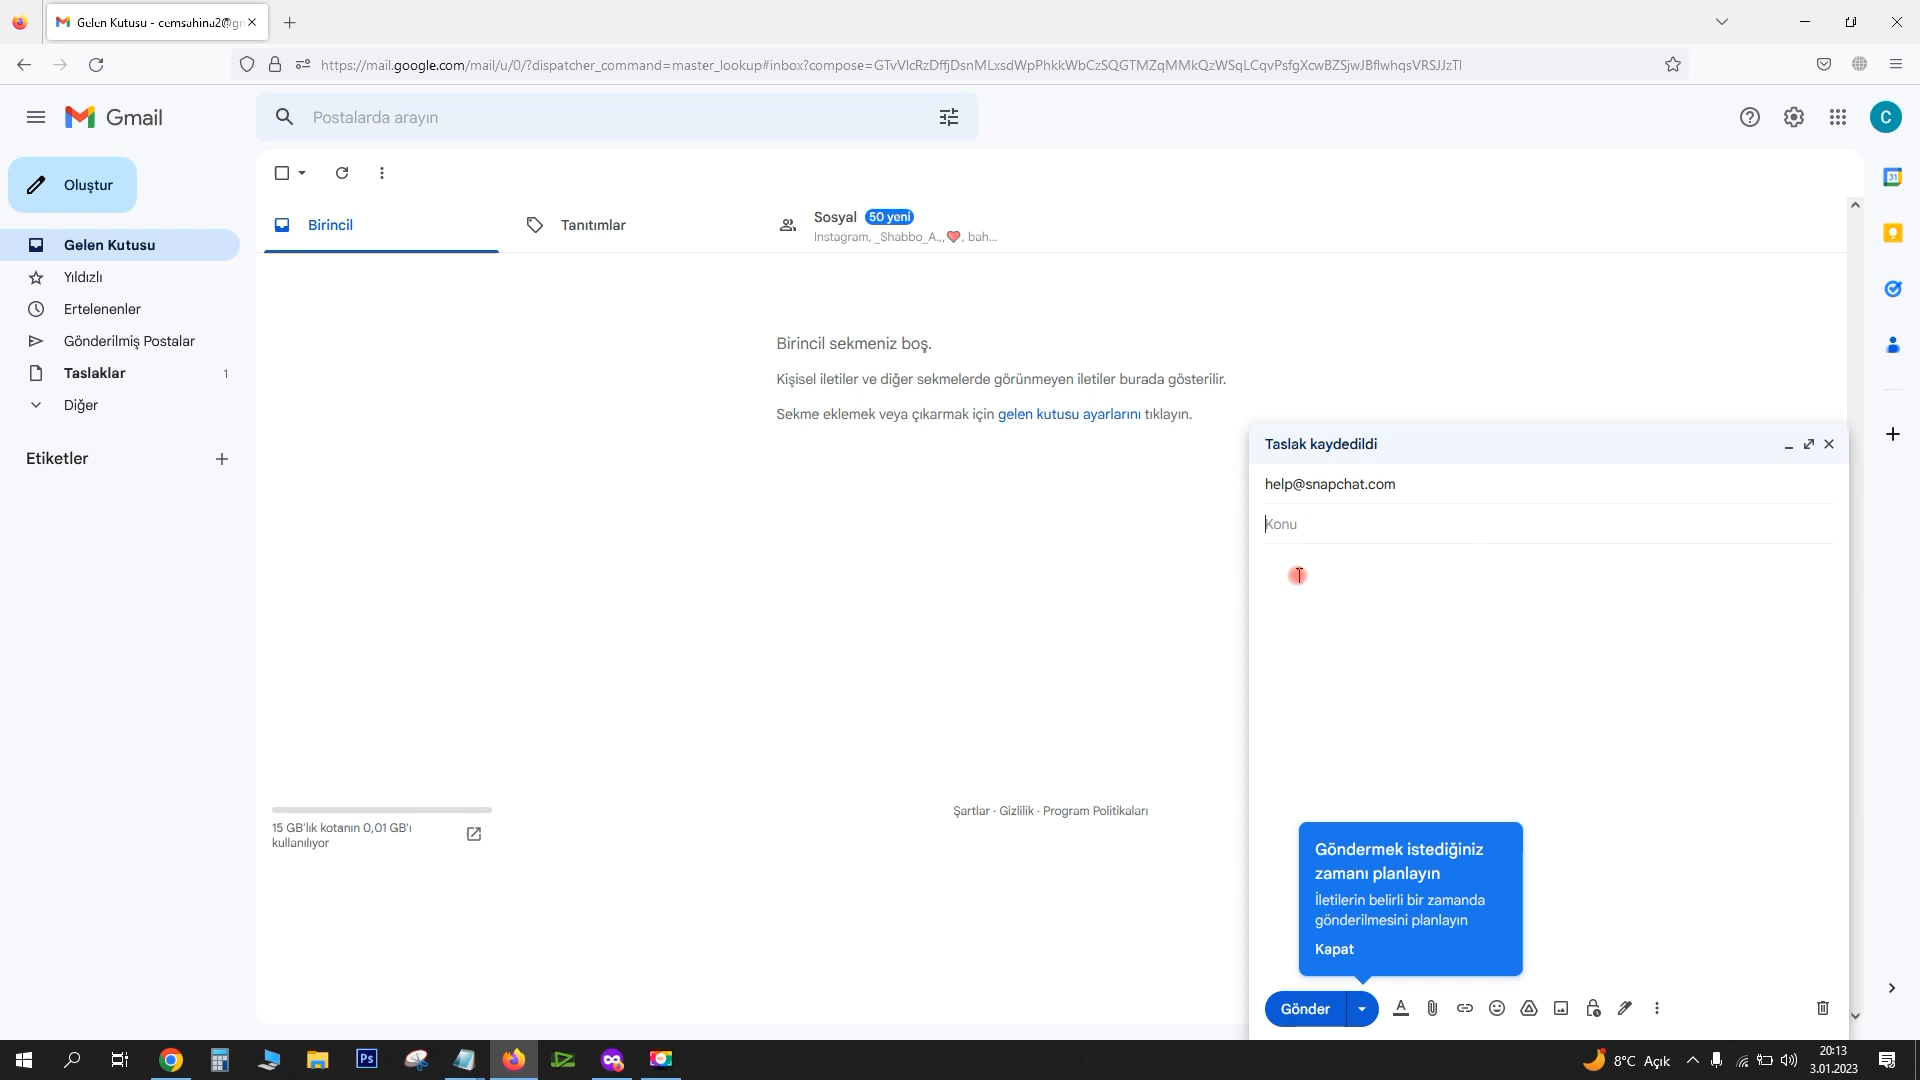 Gelen Kutusu - cemsahina2@gr
https://mail.google.com/mail/u/0/?dispatcher_command=master_lookup#inbox?compose=GTvVlcRzDffjDsnMLxsdWpPhkkWbCzSQGTMZqMMkQzWSqLCqvPsfgXcwBZSjwJBflwhqsVRSJJzTl
Gmail
Postalarda arayın
C
Oluştur
Gelen Kutusu
Yıldızlı
Ertelenenler
Gönderilmiş Postalar
Taslaklar 1
Diğer
Etiketler
Birincil
Tanıtımlar
Sosyal 50 yeni
Instagram, _Shabbo_A.,,❤️, bah...
31
Birincil sekmeniz boş.
Kişisel iletiler ve diğer sekmelerde görünmeyen iletiler burada gösterilir.
Sekme eklemek veya çıkarmak için gelen kutusu ayarlarını tıklayın.
15 GB'lık kotanın 0,01 GB'ı
kullanılıyor
Şartlar · Gizlilik · Program Politikaları
Taslak kaydedildi
help@snapchat.com
Konu
Göndermek istediğiniz
zamanı planlayın
İletilerin belirli bir zamanda
gönderilmesini planlayın
Kapat
Gönder
Ps
8°C Açık
20:13
3.01.2023